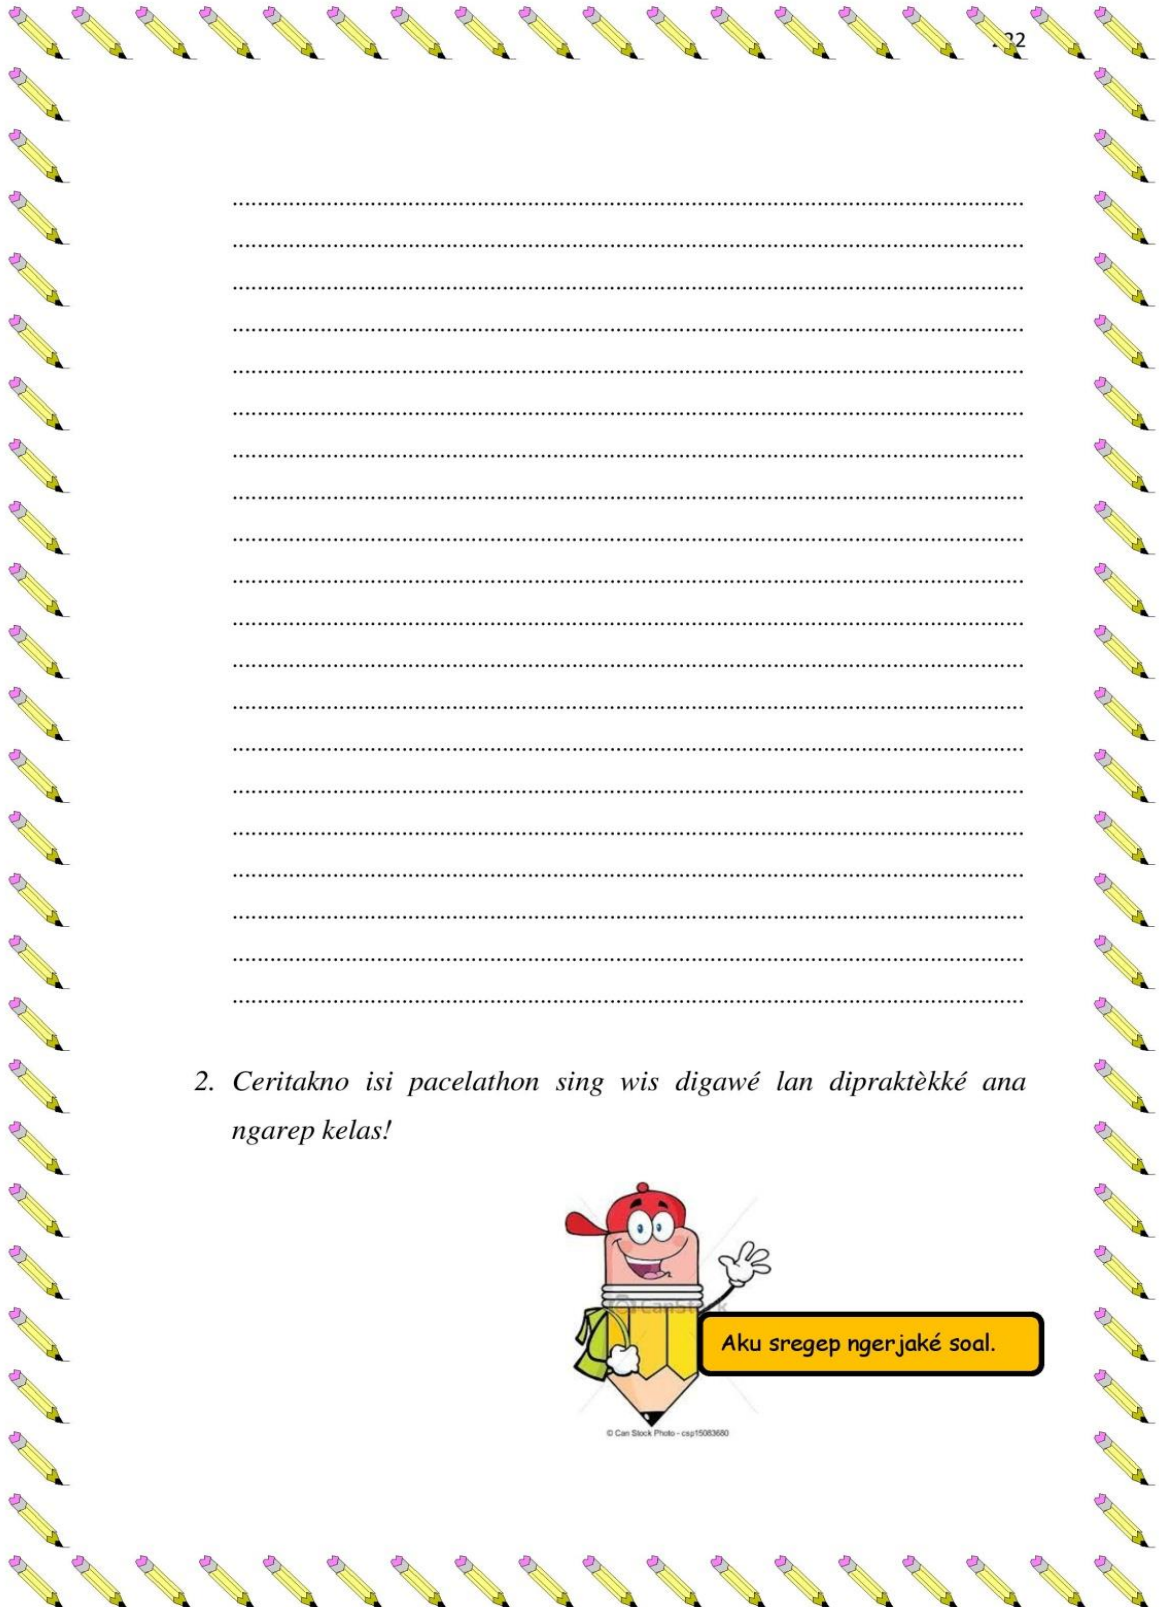 2. Ceritakno isi pacelathon sing wis digawé lan dipraktèkké ana
ngarep kelas!
Aku sregep ngerjaké soal.
© Can Stock Photo - csp15083680